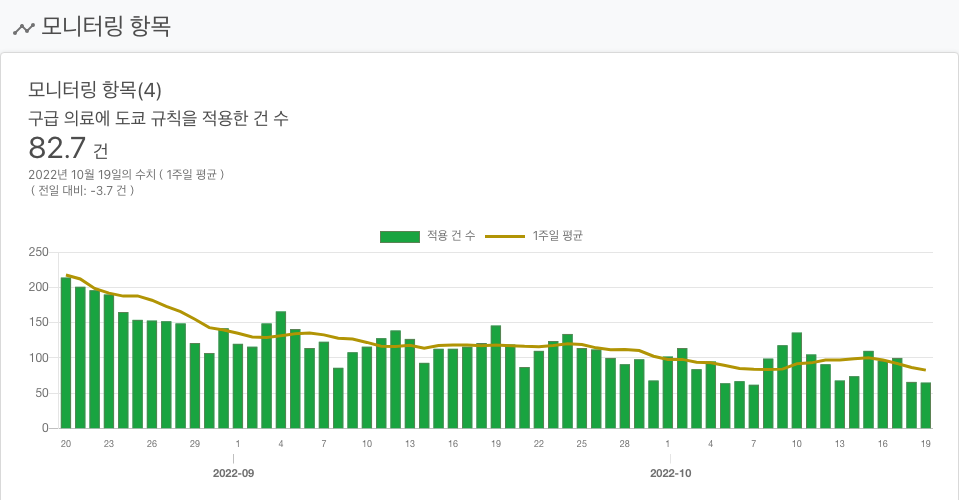 모니터링 항목
모니터링 항목(4)
구급 의료에 도쿄 규칙을 적용한 건 수
82.7 건
2022년 10월 19일의 수치 ( 1주일 평균 )
( 전일 대비: -3.7 건 )
적용 건 수 1주일 평균
250
200
150
100
50
0
20 23 26 29 1 4 7 10 13 16 19 22 25 28 1 4 7 10 13 16 19
2022-09 2022-10